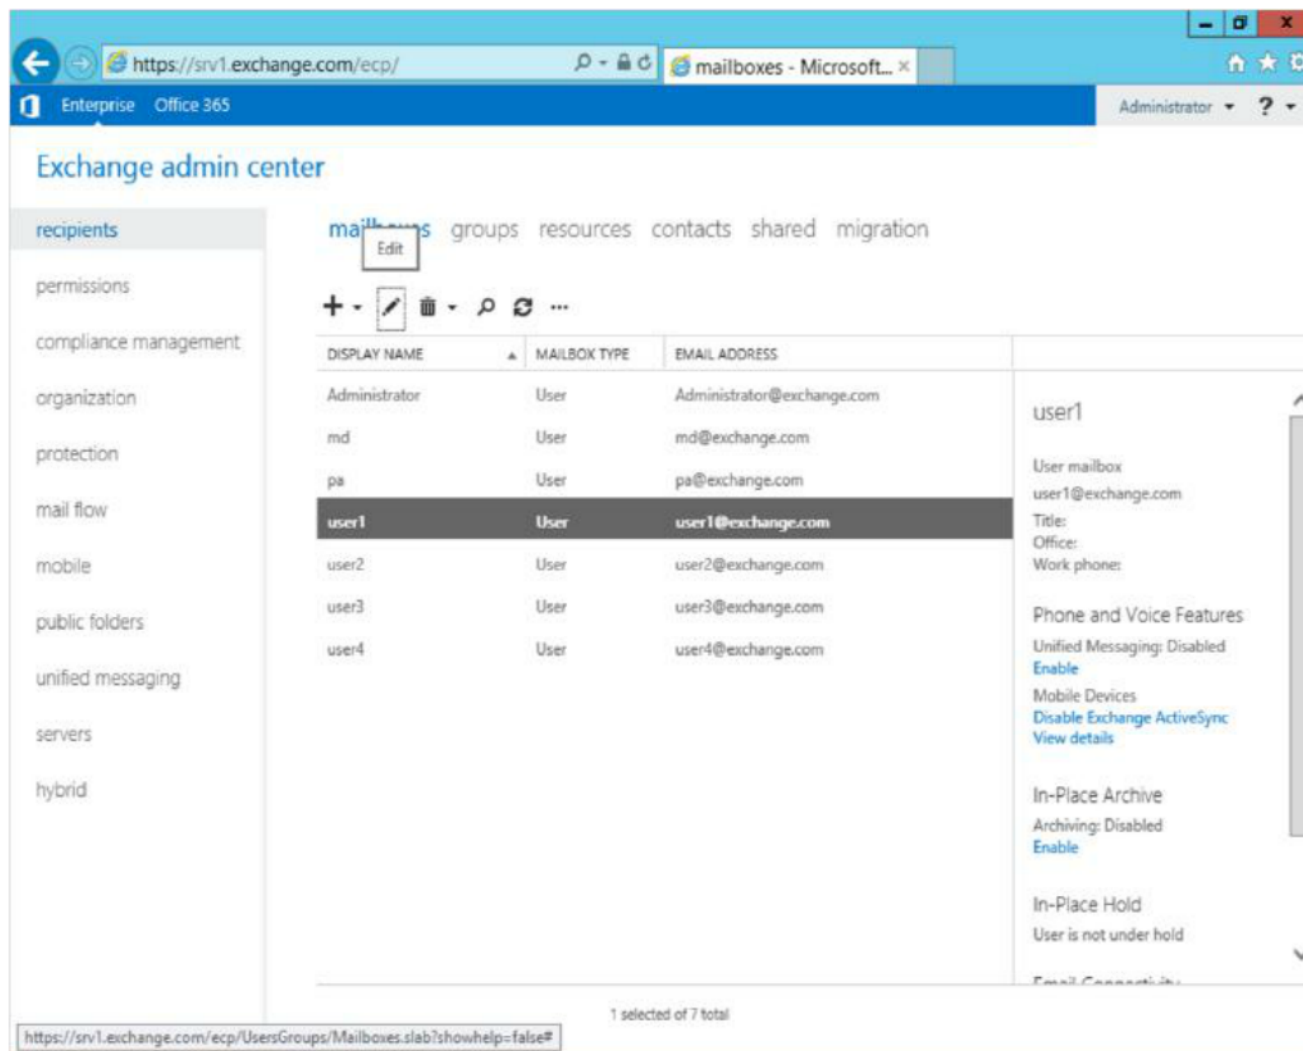 https://srv1.exchange.com/ecp/
mailboxes - Microsoft...
Enterprise Office 365
Administrator ?
Exchange admin center
recipients
permissions
compliance management
organization
protection
mail flow
mobile
public folders
unified messaging
servers
hybrid
mailboxes groups resources contacts shared migration
Edit
DISPLAY NAME MAILBOX TYPE EMAIL ADDRESS
Administrator User Administrator@exchange.com
md User md@exchange.com
pa User pa@exchange.com
user1 User user1@exchange.com
user2 User user2@exchange.com
user3 User user3@exchange.com
user4 User user4@exchange.com
user1
User mailbox
user1@exchange.com
Title:
Office:
Work phone:
Phone and Voice Features
Unified Messaging: Disabled
Enable
Mobile Devices
Disable Exchange ActiveSync
View details
In-Place Archive
Archiving: Disabled
Enable
In-Place Hold
User is not under hold
Email Connectivity
1 selected of 7 total
https://srv1.exchange.com/ecp/UsersGroups/Mailboxes.slab?showhelp=false#